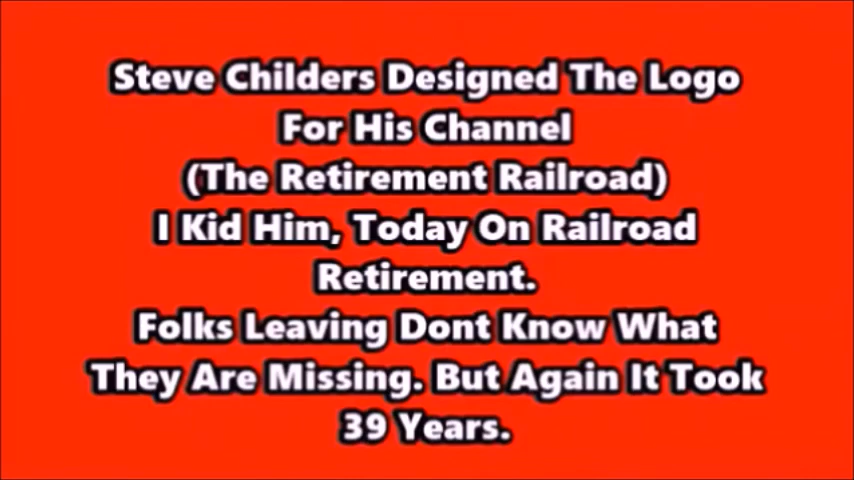 Steve Childers Designed The Logo
For His Channel
(The Retirement Railroad)
I Kid Him, Today On Railroad
Retirement.
Folks Leaving Dont Know What
They Are Missing. But Again It Took
39 Years.